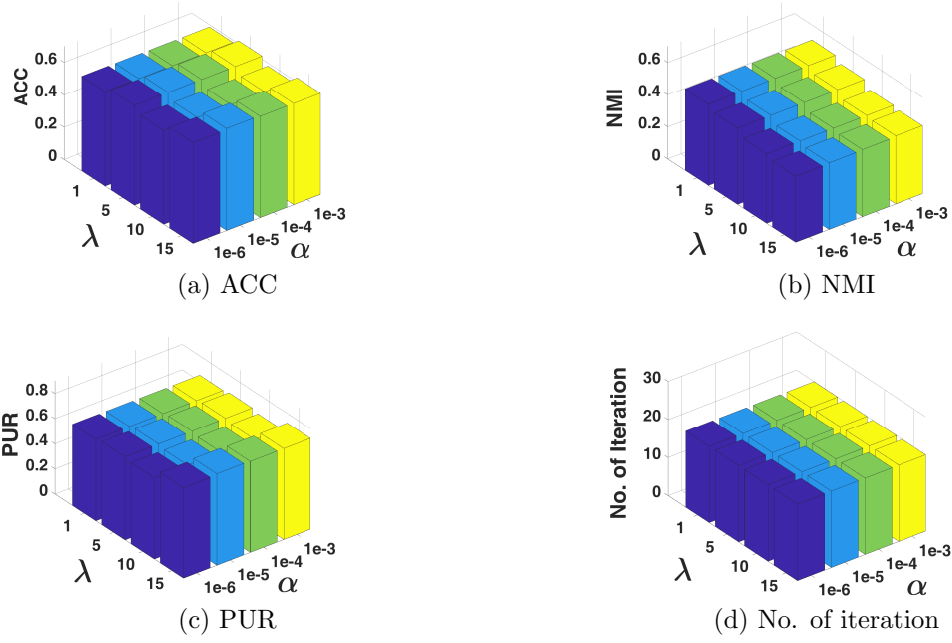 ACC
0.6
0.4
0.2
0
1
5
10
15
λ
1e-6
1e-5
1e-4
1e-3
α
(a) ACC
NMI
0.6
0.4
0.2
0
1
5
10
15
λ
1e-6
1e-5
1e-4
1e-3
α
(b) NMI
PUR
0.8
0.6
0.4
0.2
0
1
5
10
15
λ
1e-6
1e-5
1e-4
1e-3
α
(c) PUR
No. of Iteration
30
20
10
0
1
5
10
15
λ
1e-6
1e-5
1e-4
1e-3
α
(d) No. of iteration